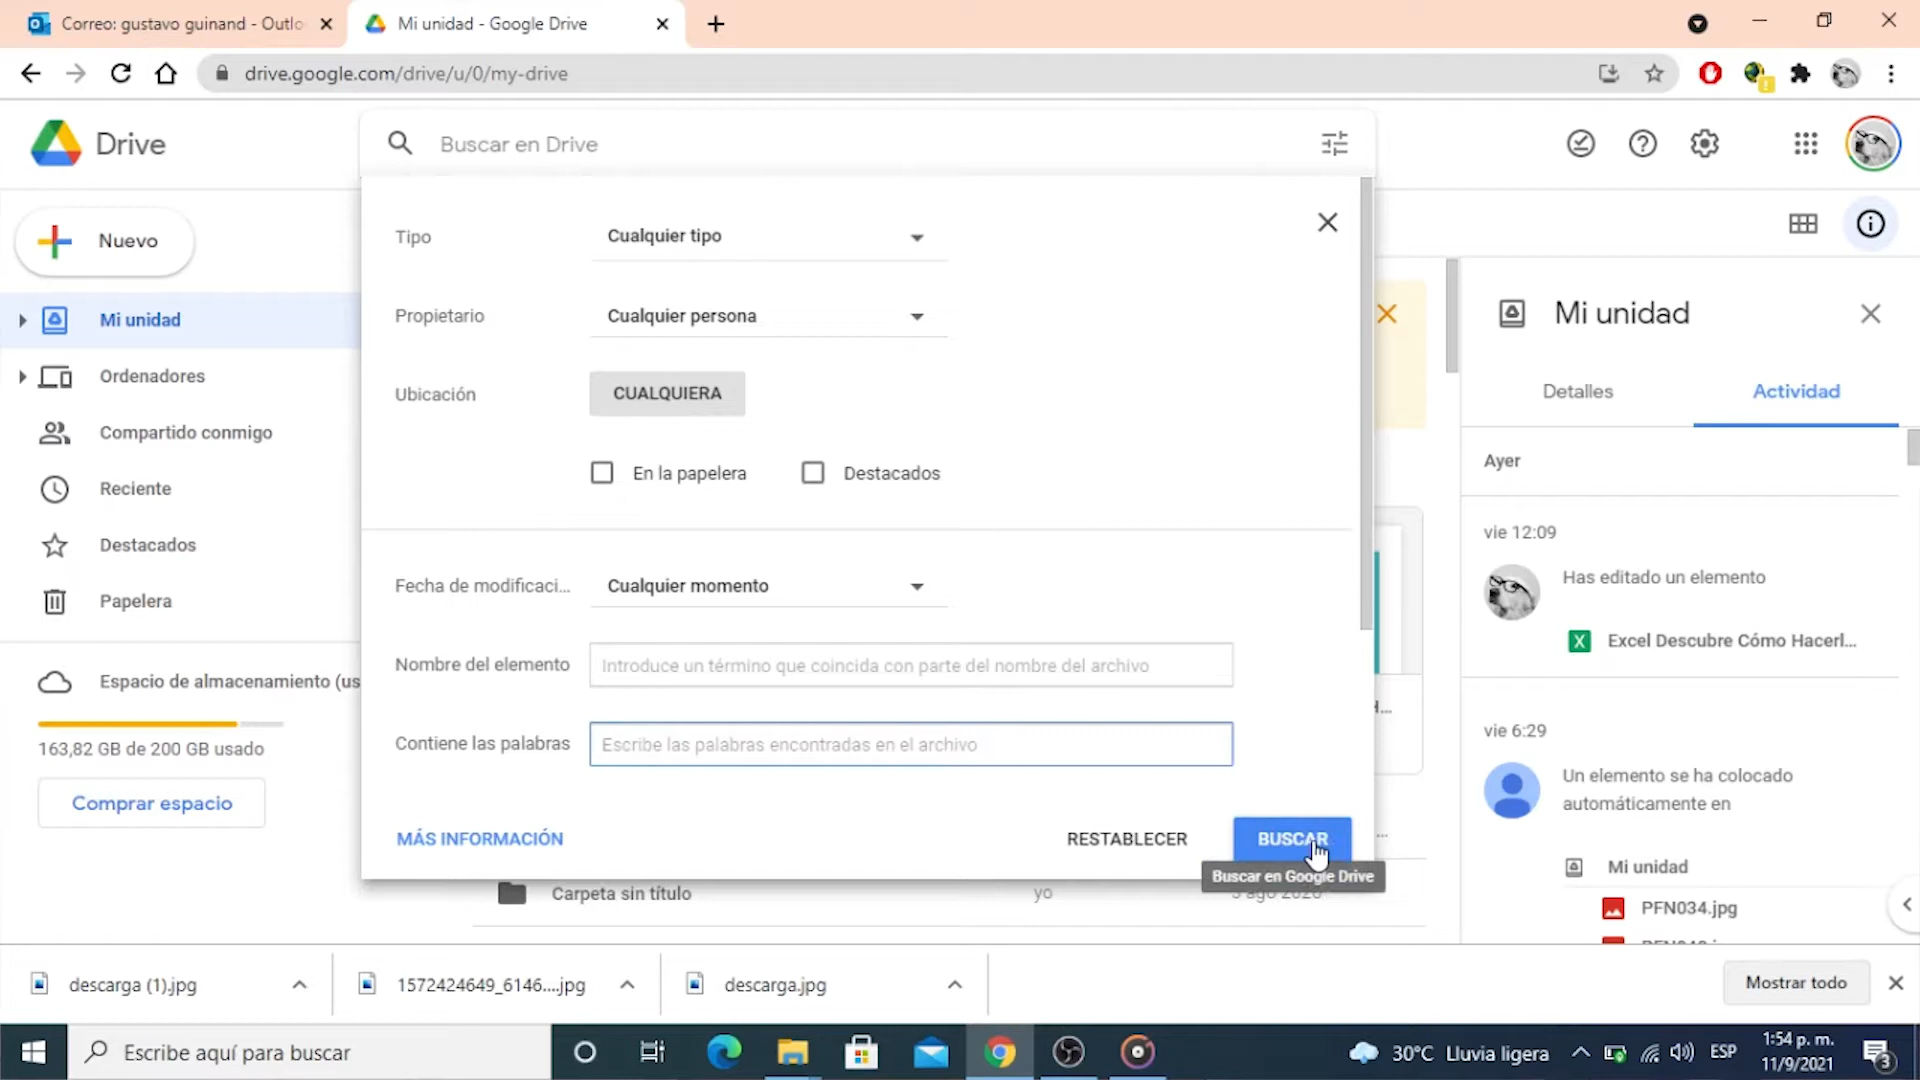 Correo: gustavo guinand - Outlo
Mi unidad - Google Drive
drive.google.com/drive/u/0/my-drive
Drive
Buscar en Drive
Nuevo
Mi unidad
Ordenadores
Compartido conmigo
Reciente
Destacados
Papelera
Espacio de almacenamiento (us
163,82 GB de 200 GB usado
Comprar espacio
Tipo
Cualquier tipo
Propietario
Cualquier persona
Ubicación
CUALQUIERA
En la papelera
Destacados
Fecha de modificaci...
Cualquier momento
Nombre del elemento
Introduce un término que coincida con parte del nombre del archivo
Contiene las palabras
Escribe las palabras encontradas en el archivo
MÁS INFORMACIÓN
RESTABLECER
BUSCAR
Buscar en Google Drive
Carpeta sin título
yo
Mi unidad
Detalles
Actividad
Ayer
vie 12:09
Has editado un elemento
X
Excel Descubre Cómo Hacerl...
vie 6:29
Un elemento se ha colocado
automáticamente en
Mi unidad
PFN034.jpg
descarga (1).jpg
1572424649_6146....jpg
descarga.jpg
Mostrar todo
Escribe aquí para buscar
30°C Lluvia ligera
ESP
1:54 p. m.
11/9/2021
3